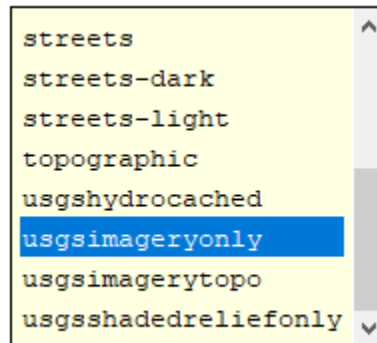 streets
streets-dark
streets-light
topographic
usgshydrocached
usgsimageryonly
usgsimagerytopo
usgsshadedreliefonly